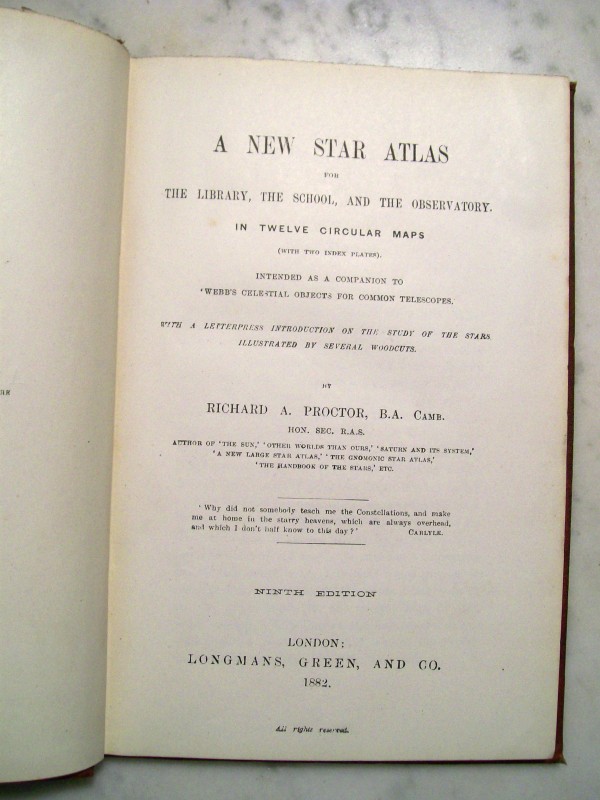 A NEW STAR ATLAS
FOR
THE LIBRARY, THE SCHOOL, AND THE OBSERVATORY.
IN TWELVE CIRCULAR MAPS
(WITH TWO INDEX PLATES).
INTENDED AS A COMPANION TO
'WEBB'S CELESTIAL OBJECTS FOR COMMON TELESCOPES.
WITH A LETTERPRESS INTRODUCTION ON THE STUDY OF THE STARS
ILLUSTRATED BY SEVERAL WOODCUTS.
BY
RICHARD A. PROCTOR, B.A. CAMB.
HON. SEC. R.A.S.
AUTHOR OF 'THE SUN,' 'OTHER WORLDS THAN OURS,' 'SATURN AND ITS SYSTEM,'
'A NEW LARGE STAR ATLAS,' 'THE GNOMONIC STAR ATLAS,'
'THE HANDBOOK OF THE STARS,' ETC.
'Why did not somebody teach me the Constellations, and make
me at home in the starry heavens, which are always overhead,
and which I don't half know to this day?' CARLYLE.
NINTH EDITION
LONDON:
LONGMANS, GREEN, AND CO.
1882.
All rights reserved.